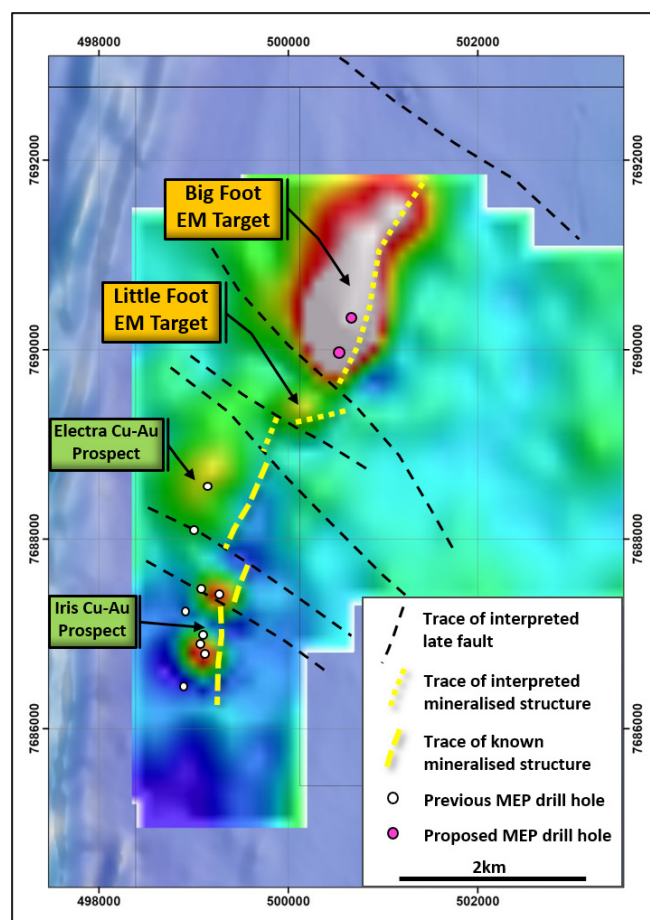 498000
500000
502000
7692000
7692000
Big Foot
EM Target
Little Foot
EM Target
7690000
7690000
Electra Cu-Au
Prospect
7688000
7688000
Iris Cu-Au
Prospect
7686000
7686000
Trace of interpreted
late fault
Trace of interpreted
mineralised structure
Trace of known
mineralised structure
Previous MEP drill hole
Proposed MEP drill hole
2km
498000
500000
502000